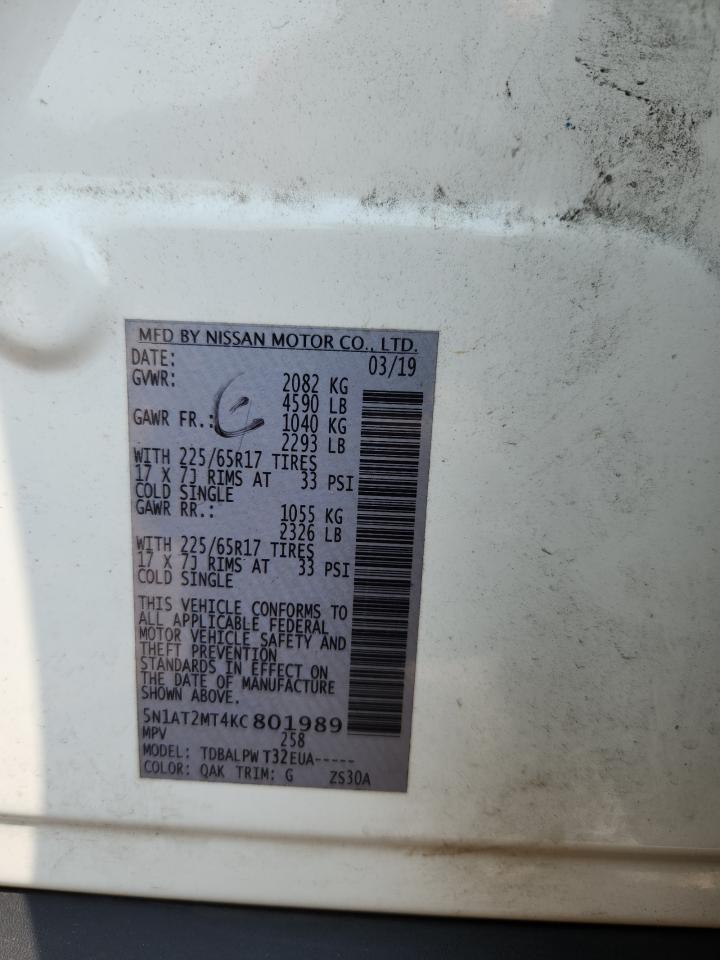 MFD BY NISSAN MOTOR CO., LTD.
DATE: 03/19
GVWR: 2082 KG
4590 LB
GAWR FR.: 1040 KG
2293 LB
WITH 225/65R17 TIRES
17 X 7J RIMS AT 33 PSI
COLD SINGLE
GAWR RR.: 1055 KG
2326 LB
WITH 225/65R17 TIRES
17 X 7J RIMS AT 33 PSI
COLD SINGLE
THIS VEHICLE CONFORMS TO
ALL APPLICABLE FEDERAL
MOTOR VEHICLE SAFETY AND
THEFT PREVENTION
STANDARDS IN EFFECT ON
THE DATE OF MANUFACTURE
SHOWN ABOVE.
5N1AT2MT4KC801989
MPV 258
MODEL: TDBALPW T32EUA-----
COLOR: QAK TRIM: G ZS30A